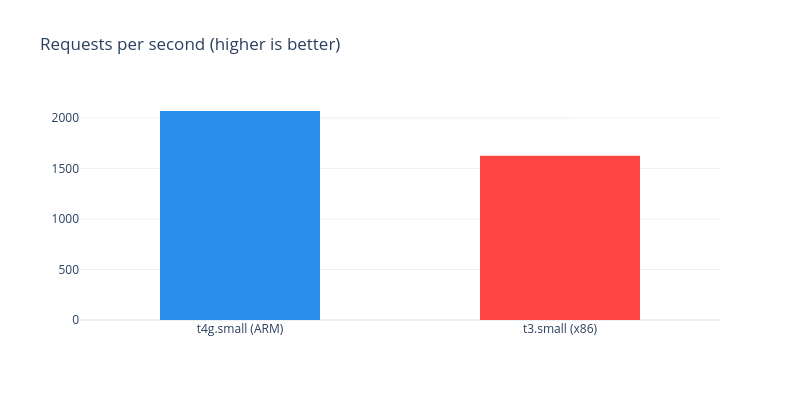 Requests per second (higher is better)
2000
1500
1000
500
0
t4g.small (ARM)
t3.small (x86)